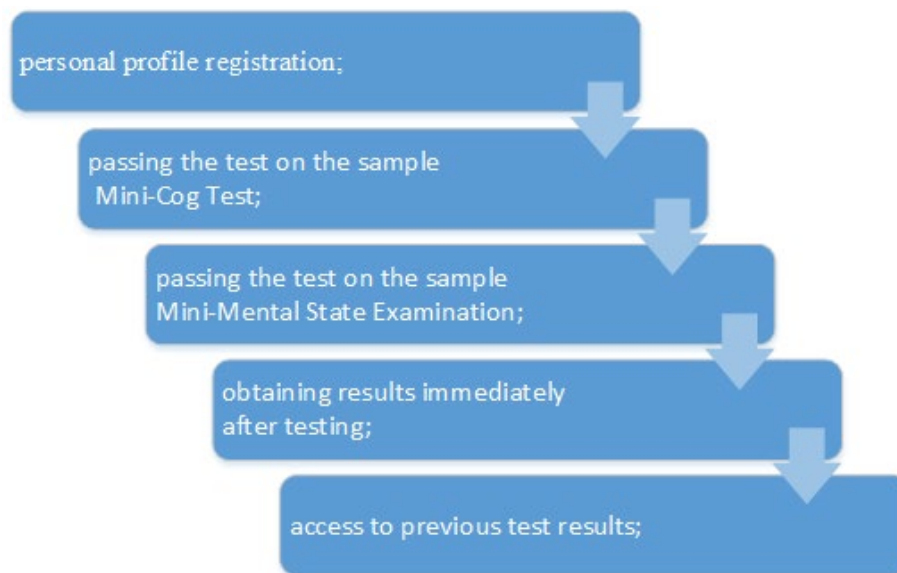 personal profile registration;
passing the test on the sample
Mini-Cog Test;
passing the test on the sample
Mini-Mental State Examination;
obtaining results immediately
after testing;
access to previous test results;